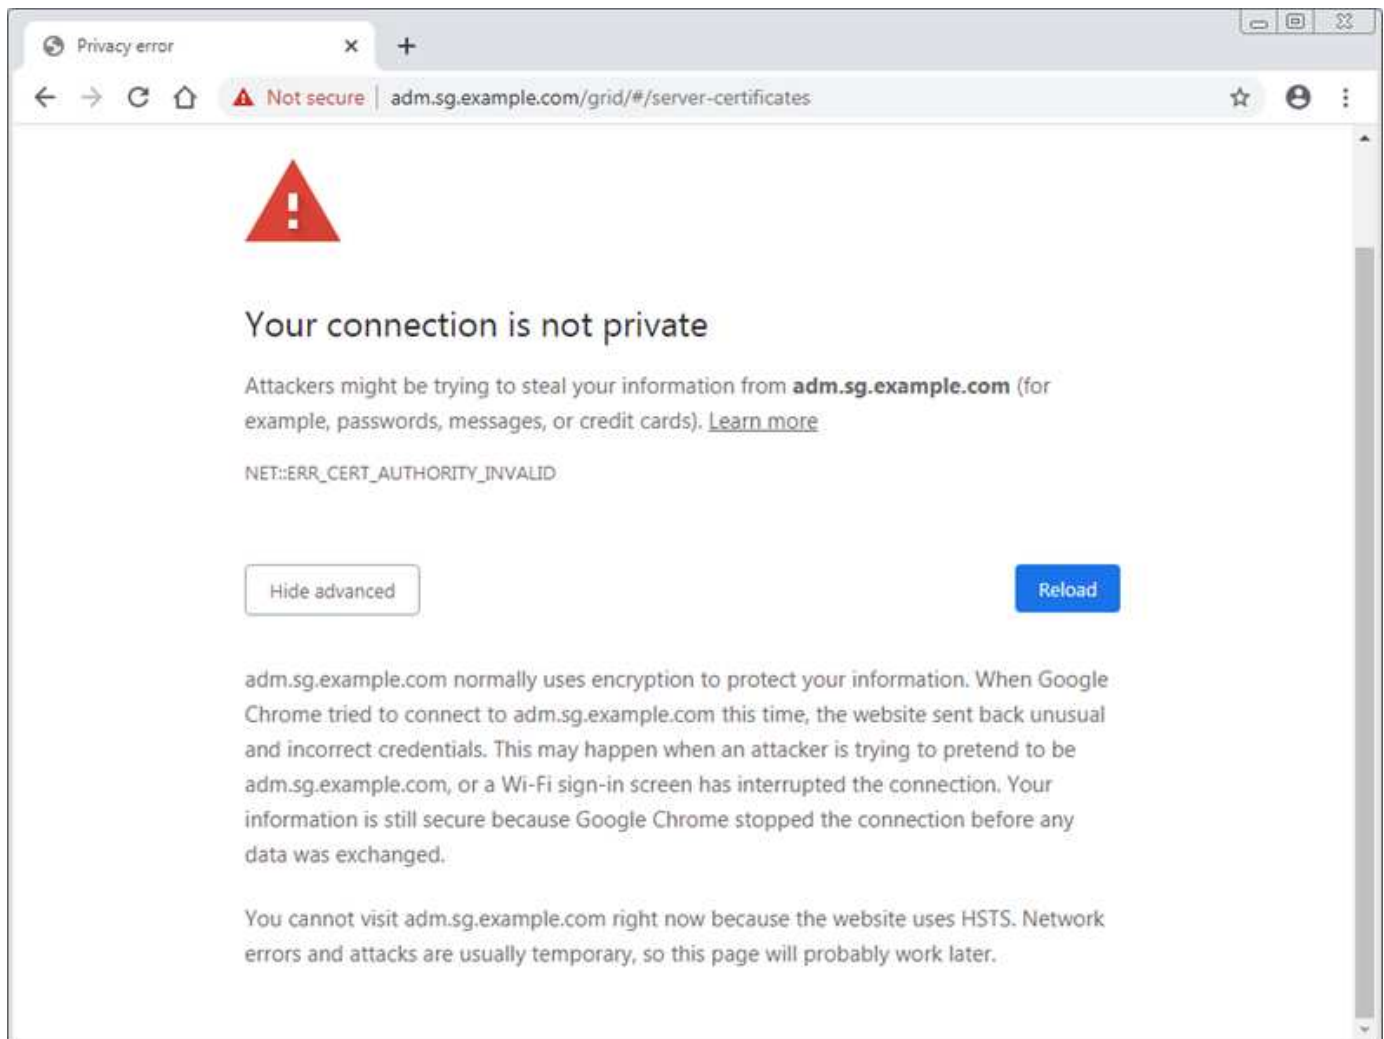 Privacy error
Not secure adm.sg.example.com/grid/#/server-certificates
Your connection is not private
Attackers might be trying to steal your information from adm.sg.example.com (for
example, passwords, messages, or credit cards). Learn more
NET::ERR_CERT_AUTHORITY_INVALID
Hide advanced
Reload
adm.sg.example.com normally uses encryption to protect your information. When Google
Chrome tried to connect to adm.sg.example.com this time, the website sent back unusual
and incorrect credentials. This may happen when an attacker is trying to pretend to be
adm.sg.example.com, or a Wi-Fi sign-in screen has interrupted the connection. Your
information is still secure because Google Chrome stopped the connection before any
data was exchanged.
You cannot visit adm.sg.example.com right now because the website uses HSTS. Network
errors and attacks are usually temporary, so this page will probably work later.